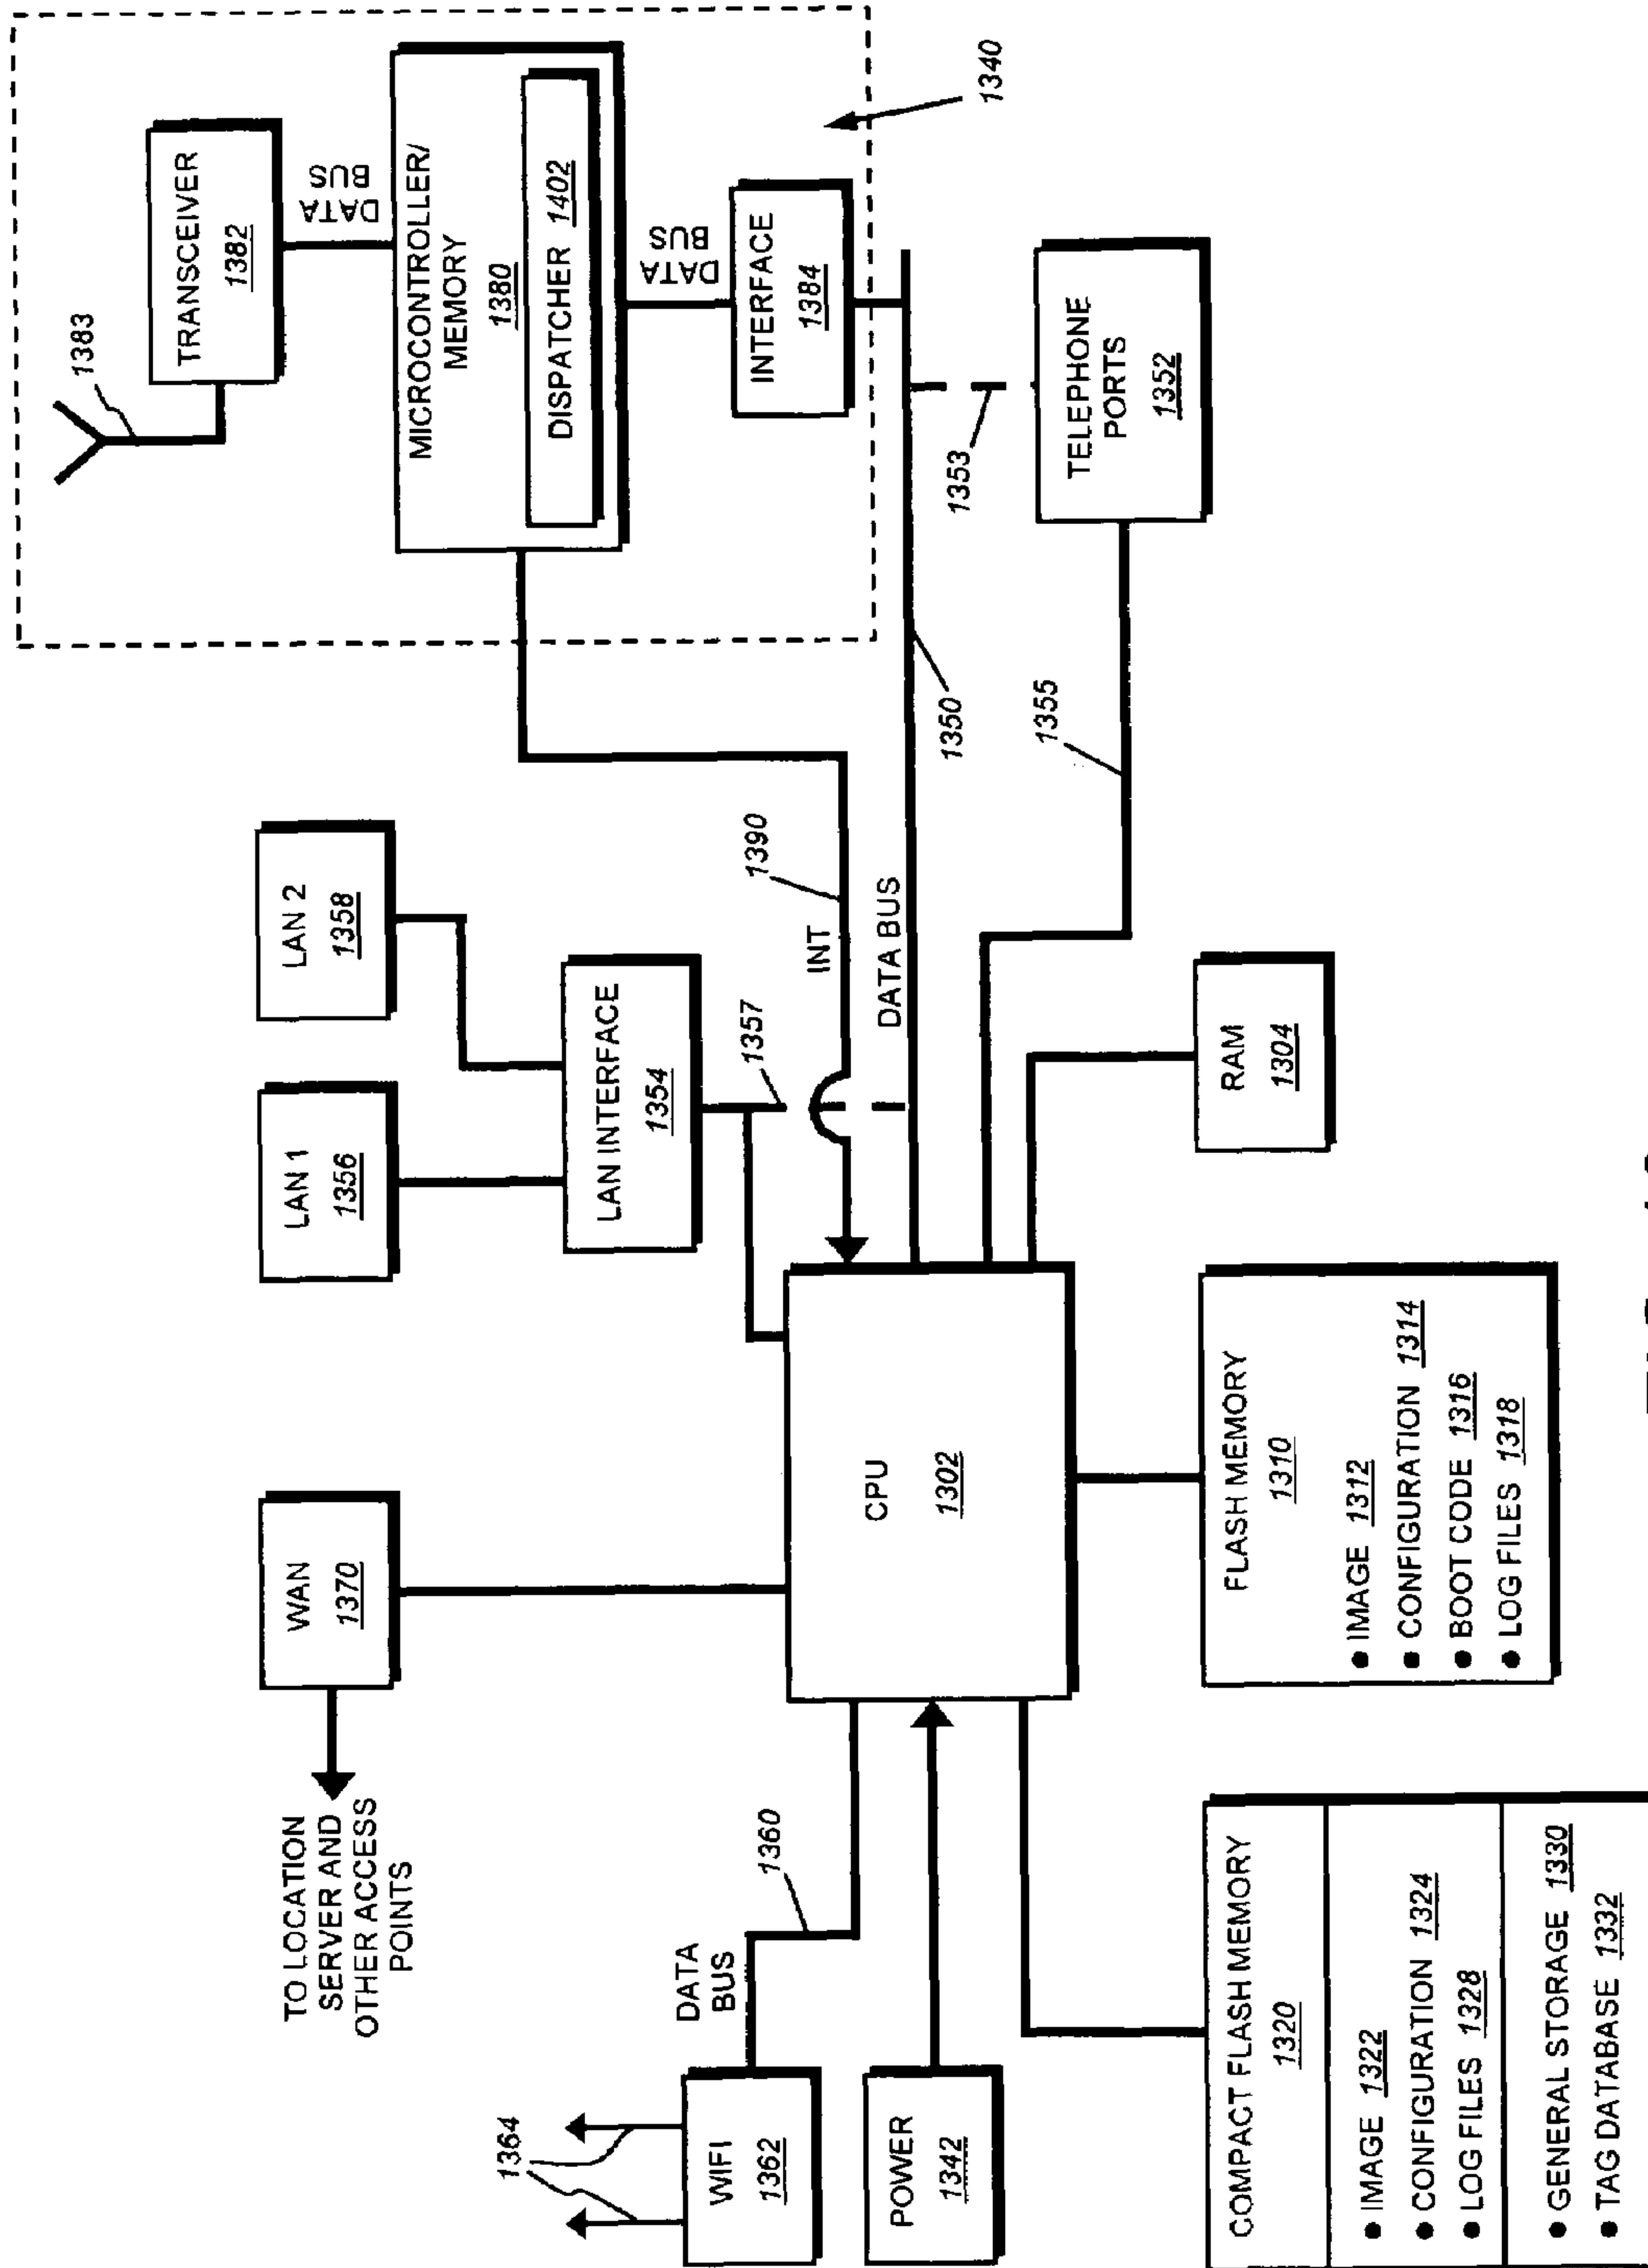 1383
TRANSCEIVER
1382
DATA
BUS
MICROCONTROLLER/
MEMORY
1380
DISPATCHER 1402
DATA
BUS
INTERFACE
1384
1340
TO LOCATION
SERVER AND
OTHER ACCESS
POINTS
WAN
1370
LAN 1
1356
LAN 2
1358
LAN INTERFACE
1354
1357
1390
INT
DATA BUS
1350
1353
TELEPHONE
PORTS
1352
1355
1364
WIFI
1362
DATA
BUS
1360
POWER
1342
CPU
1302
RAM
1304
COMPACT FLASH MEMORY
1320
● IMAGE 1322
● CONFIGURATION 1324
● LOG FILES 1328
● GENERAL STORAGE 1330
● TAG DATABASE 1332
FLASH MEMORY
1310
● IMAGE 1312
● CONFIGURATION 1314
● BOOT CODE 1316
● LOG FILES 1318